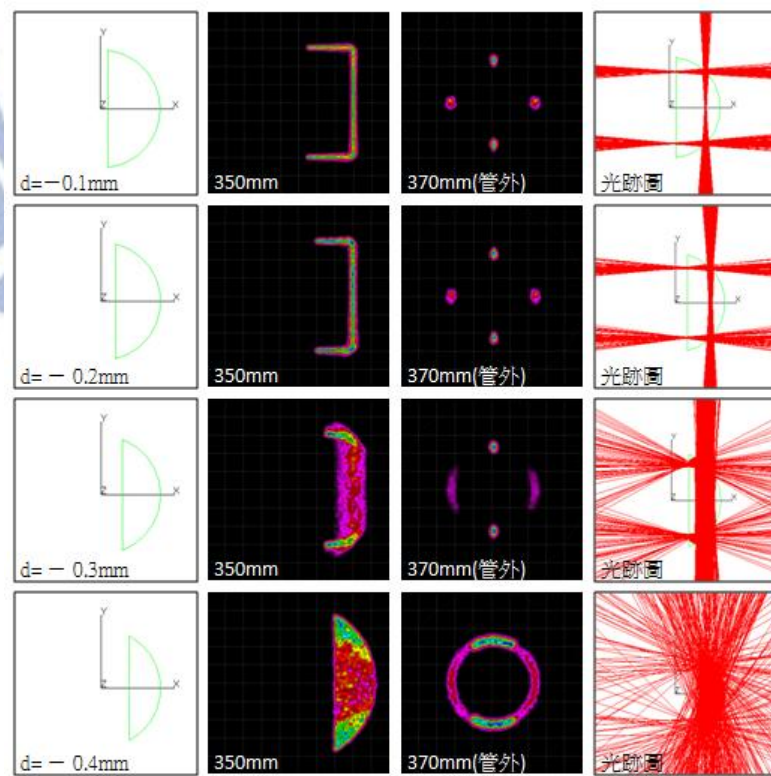 Y
Z
X
d=－0.1mm
350mm
370mm(管外)
光跡圖
Y
Z
X
d= － 0.2mm
350mm
370mm(管外)
Y
Z
X
光跡圖
Y
Z
X
d= － 0.3mm
350mm
370mm(管外)
Y
Z
X
光跡圖
Y
Z
X
d= － 0.4mm
350mm
370mm(管外)
光跡圖